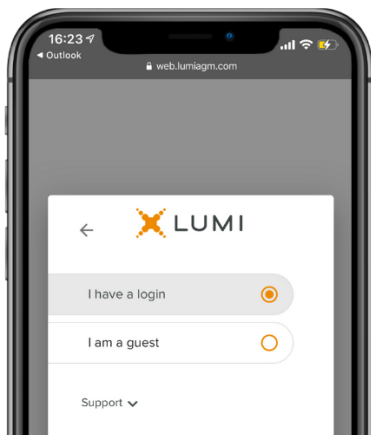 16:23
◀ Outlook
web.lumiagm.com
LUMI
I have a login
I am a guest
Support